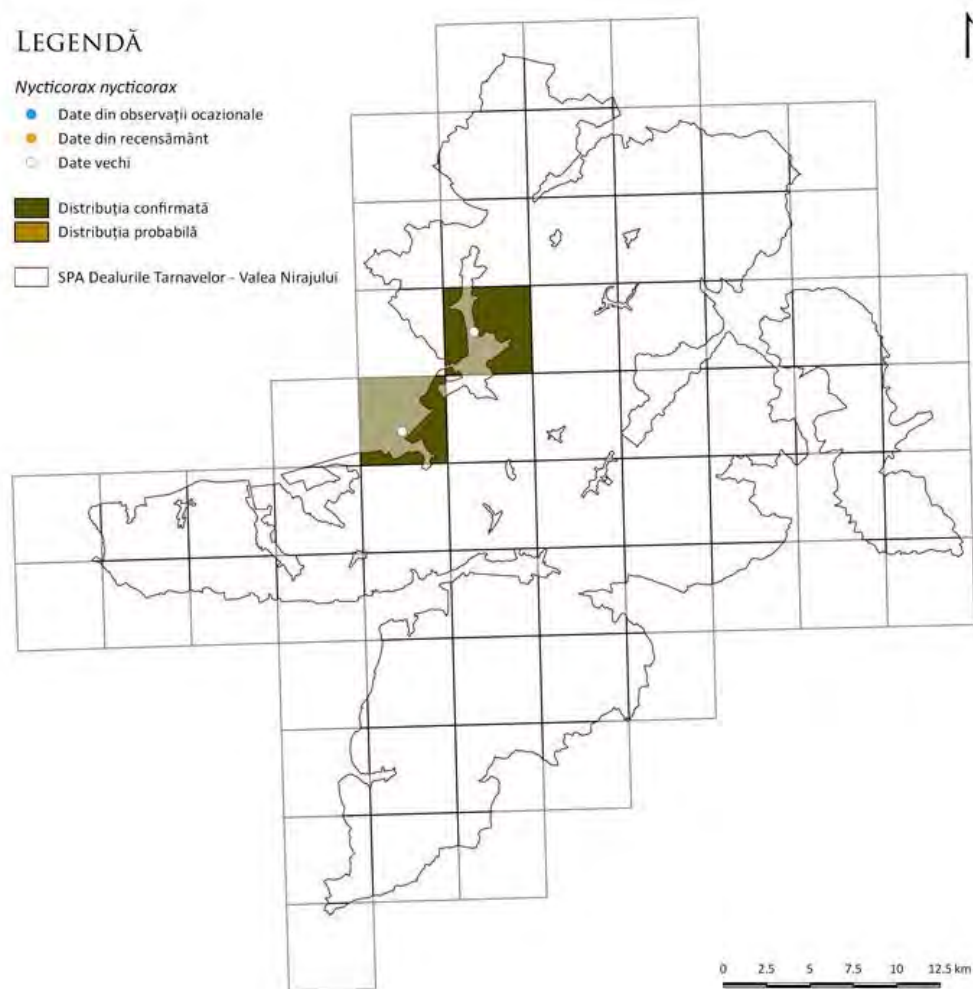 LEGENDĂ
Nycticorax nycticorax
Date din observații ocazionale
Date din recensământ
Date vechi
Distribuția confirmată
Distribuția probabilă
SPA Dealurile Tarnavelor - Valea Nirajului
0 2.5 5 7.5 10 12.5 km